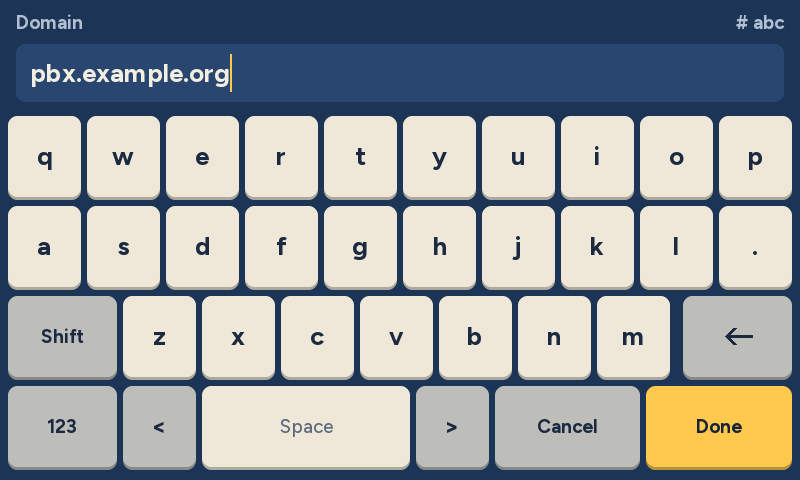 Domain # abc
pbx.example.org
q w e r t y u i o p
a s d f g h j k l .
Shift z x c v b n m ←
123 < Space > Cancel Done